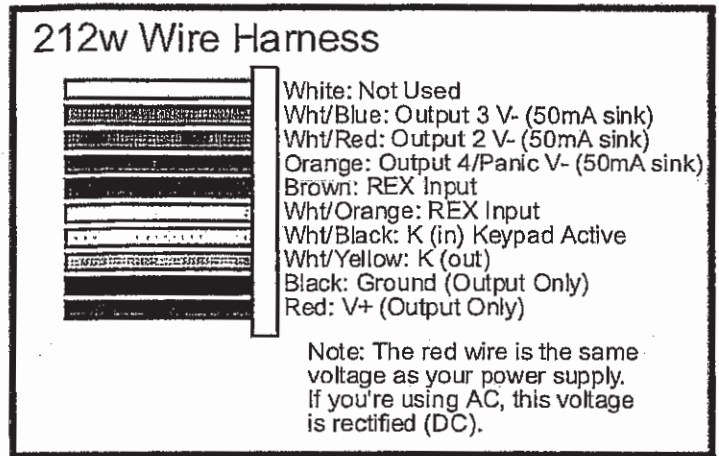 212w Wire Harness
White: Not Used
Wht/Blue: Output 3 V- (50mA sink)
Wht/Red: Output 2 V- (50mA sink)
Orange: Output 4/Panic V- (50mA sink)
Brown: REX Input
Wht/Orange: REX Input
Wht/Black: K (in) Keypad Active
Wht/Yellow: K (out)
Black: Ground (Output Only)
Red: V+ (Output Only)
Note: The red wire is the same
voltage as your power supply.
If you're using AC, this voltage
is rectified (DC).